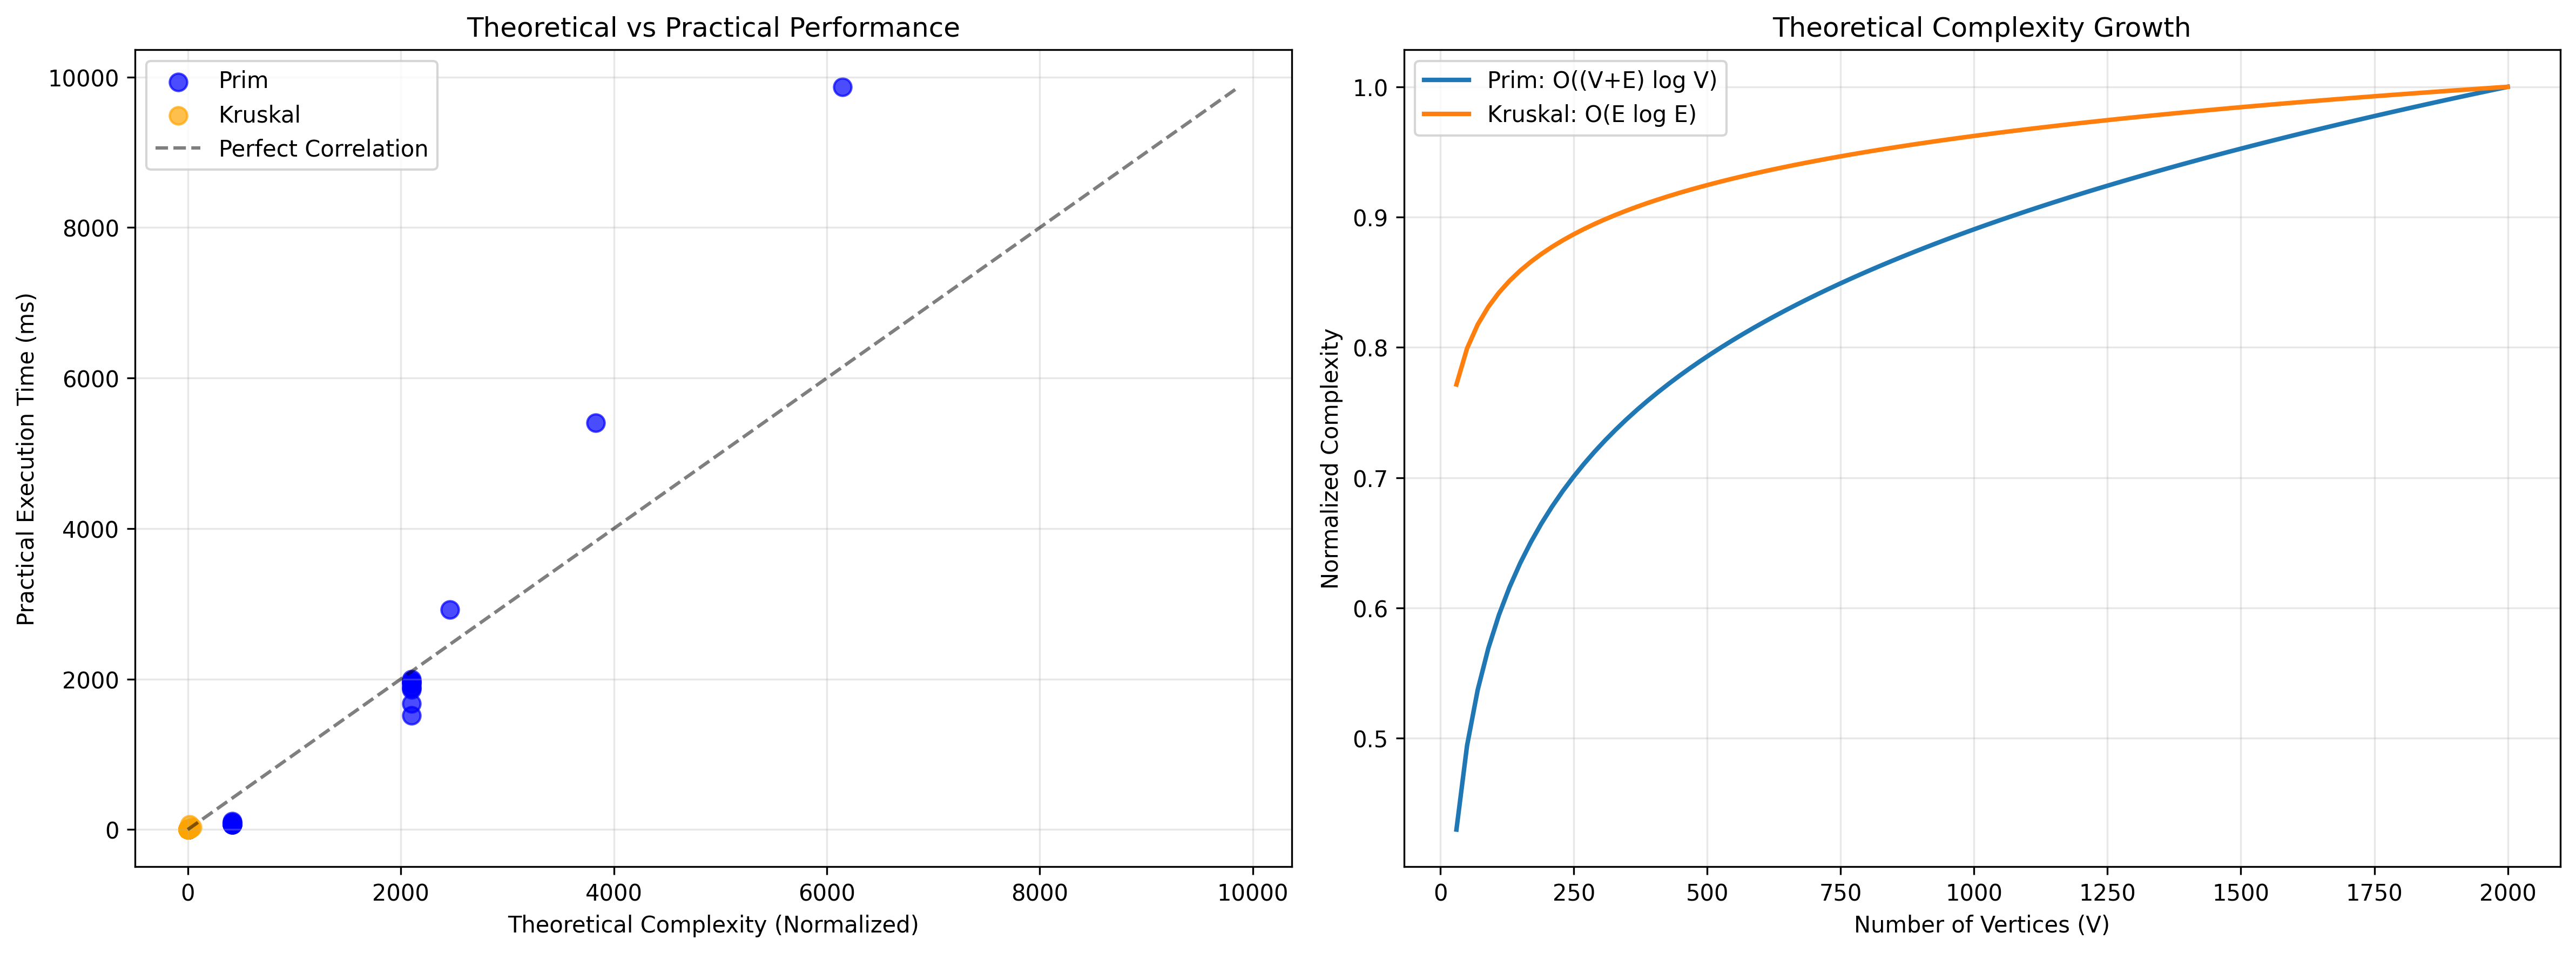 Theoretical vs Practical Performance
Prim
Kruskal
Perfect Correlation
10000
8000
6000
4000
2000
0
Practical Execution Time (ms)
0 2000 4000 6000 8000 10000
Theoretical Complexity (Normalized)
Theoretical Complexity Growth
Prim: O((V+E) log V)
Kruskal: O(E log E)
1.0
0.9
0.8
0.7
0.6
0.5
Normalized Complexity
0 250 500 750 1000 1250 1500 1750 2000
Number of Vertices (V)